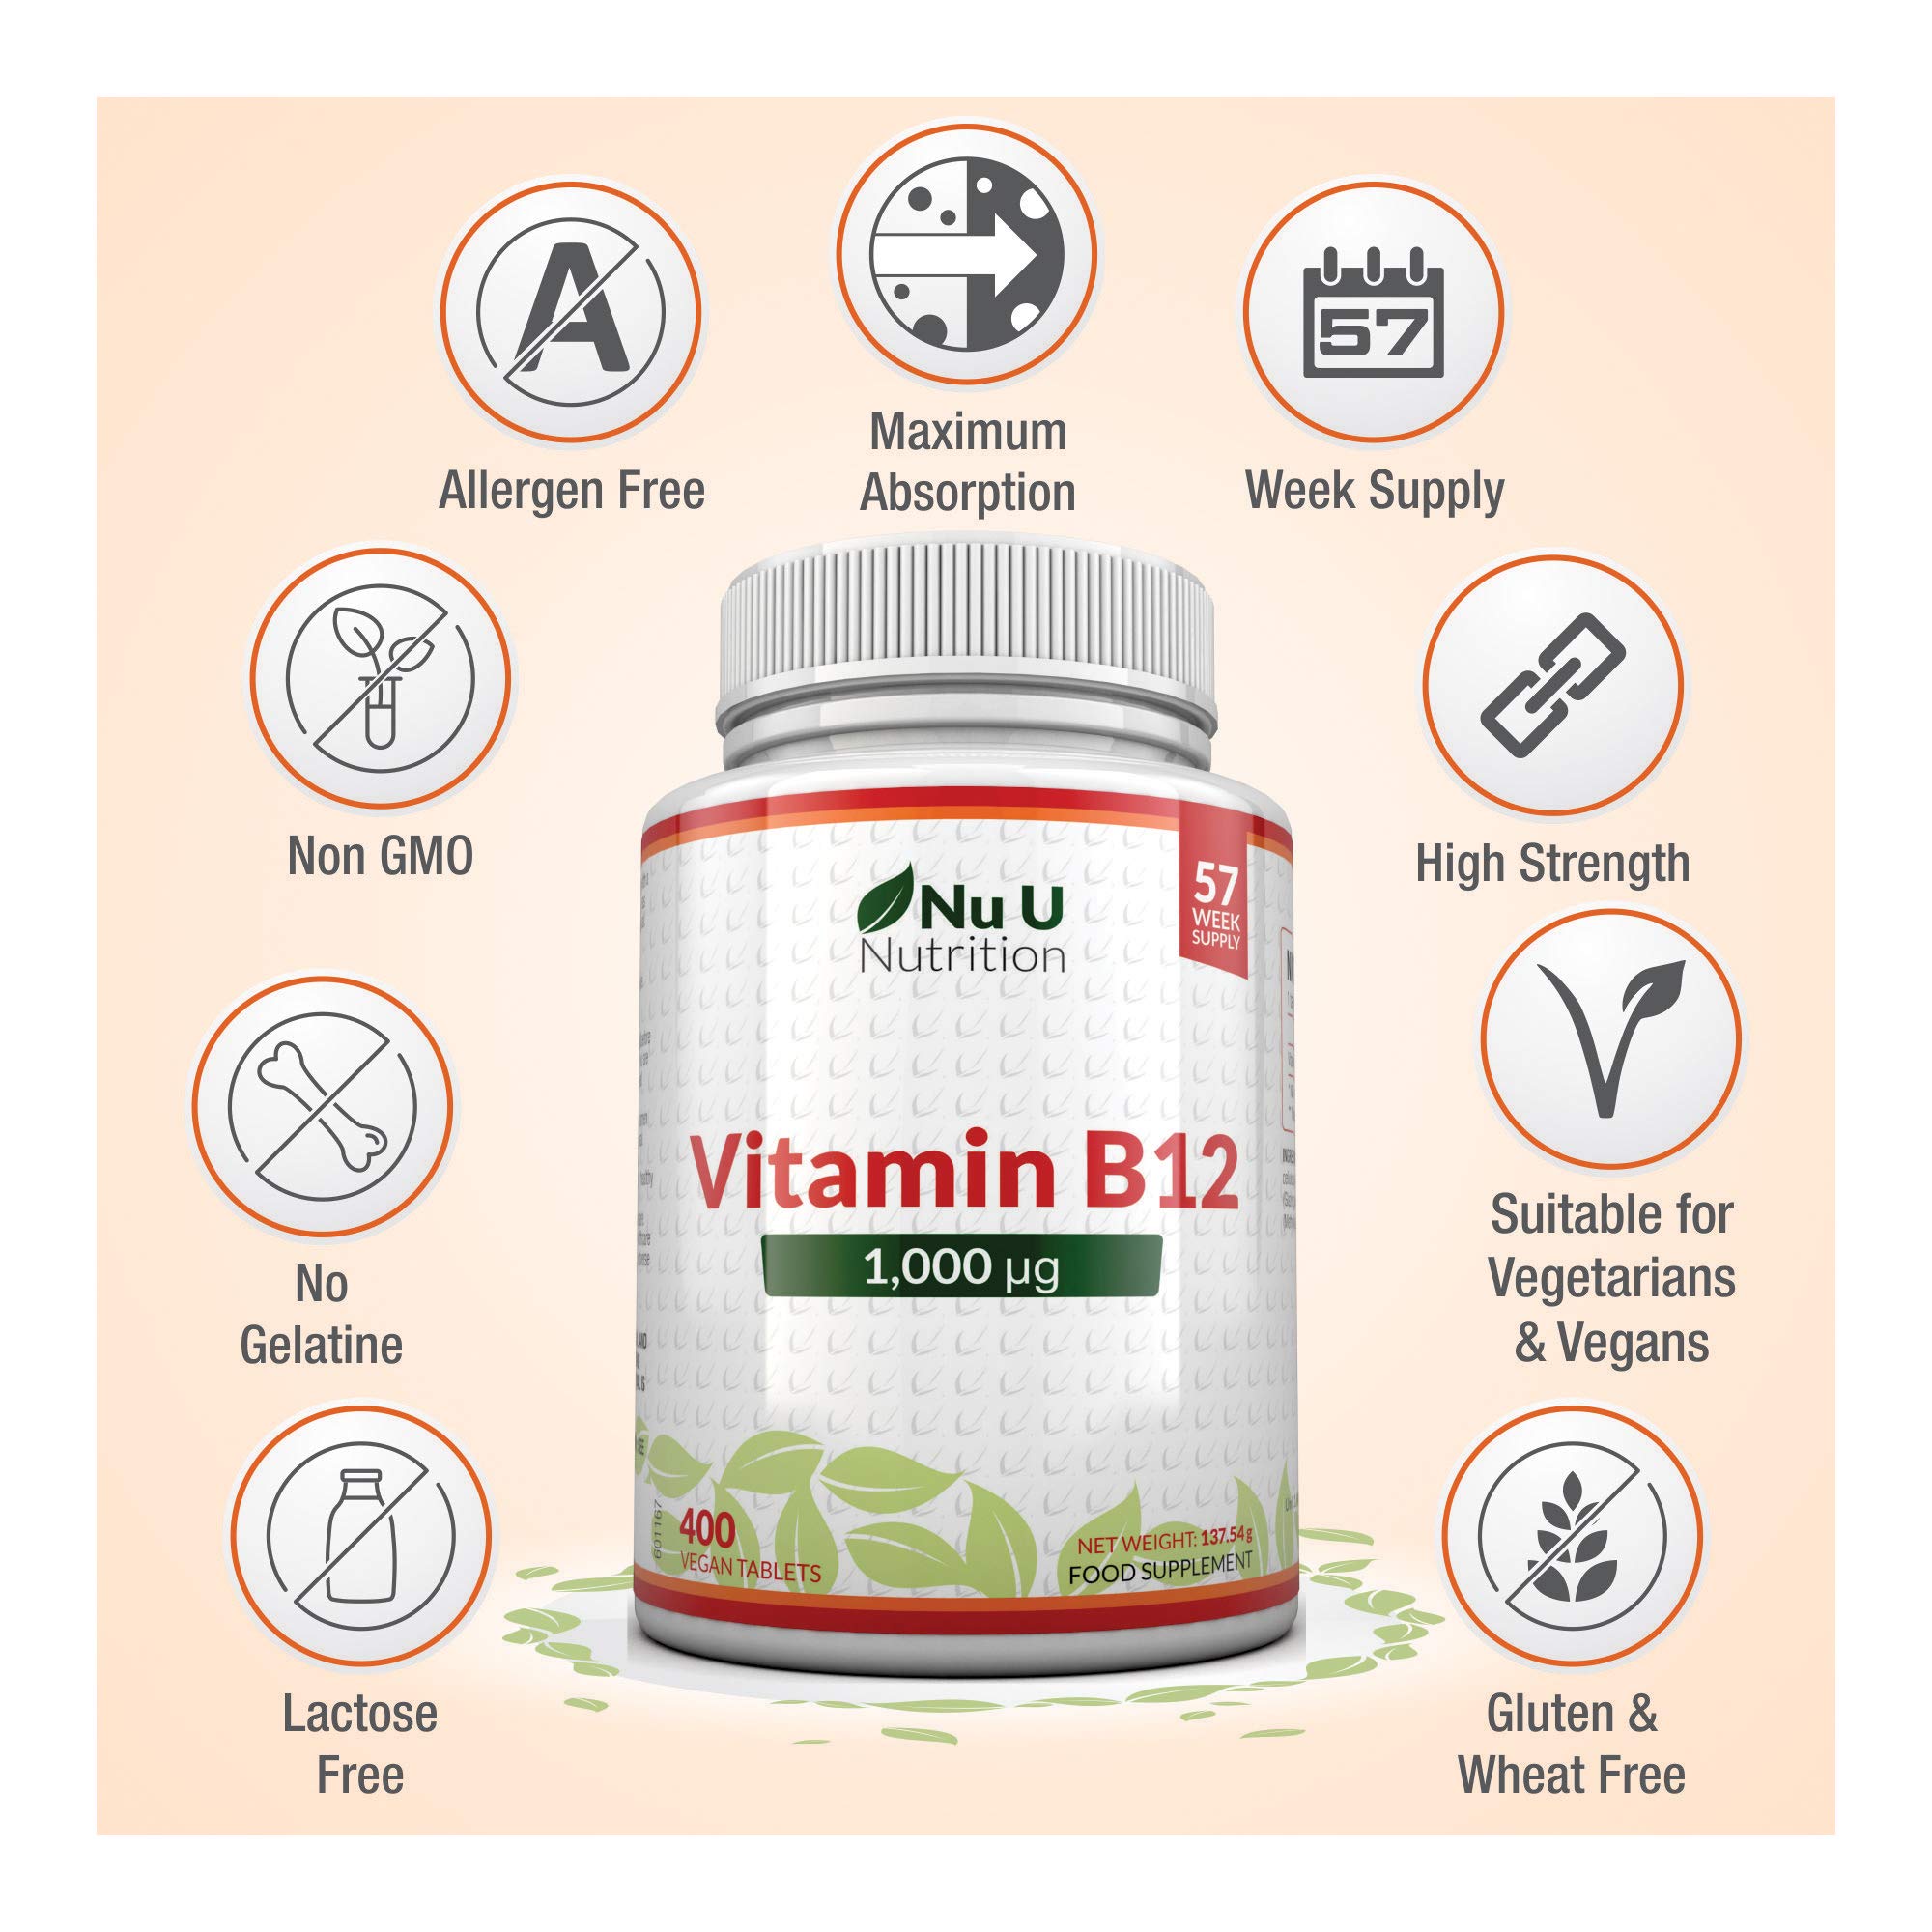 A
57
Allergen Free
Maximum
Absorption
Week Supply
Non GMO
High Strength
No
Gelatine
Suitable for
Vegetarians
& Vegans
Lactose
Free
Gluten &
Wheat Free
Nu U
Nutrition
57
WEEK
SUPPLY
Vitamin B12
1,000 µg
400
VEGAN TABLETS
NET WEIGHT: 137.54g
FOOD SUPPLEMENT
601167